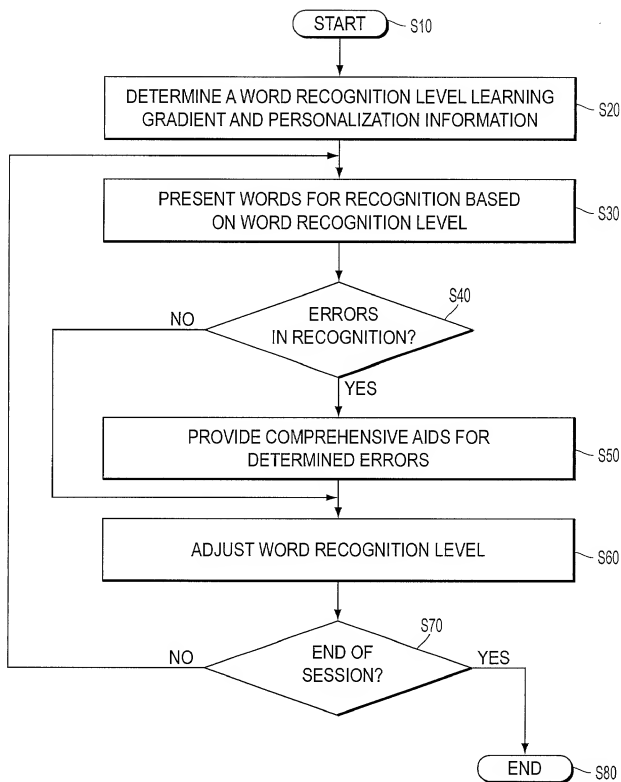 START
S10
DETERMINE A WORD RECOGNITION LEVEL LEARNING
GRADIENT AND PERSONALIZATION INFORMATION
S20
PRESENT WORDS FOR RECOGNITION BASED
ON WORD RECOGNITION LEVEL
S30
S40
ERRORS
IN RECOGNITION?
NO
YES
PROVIDE COMPREHENSIVE AIDS FOR
DETERMINED ERRORS
S50
ADJUST WORD RECOGNITION LEVEL
S60
S70
END OF
SESSION?
NO
YES
END
S80